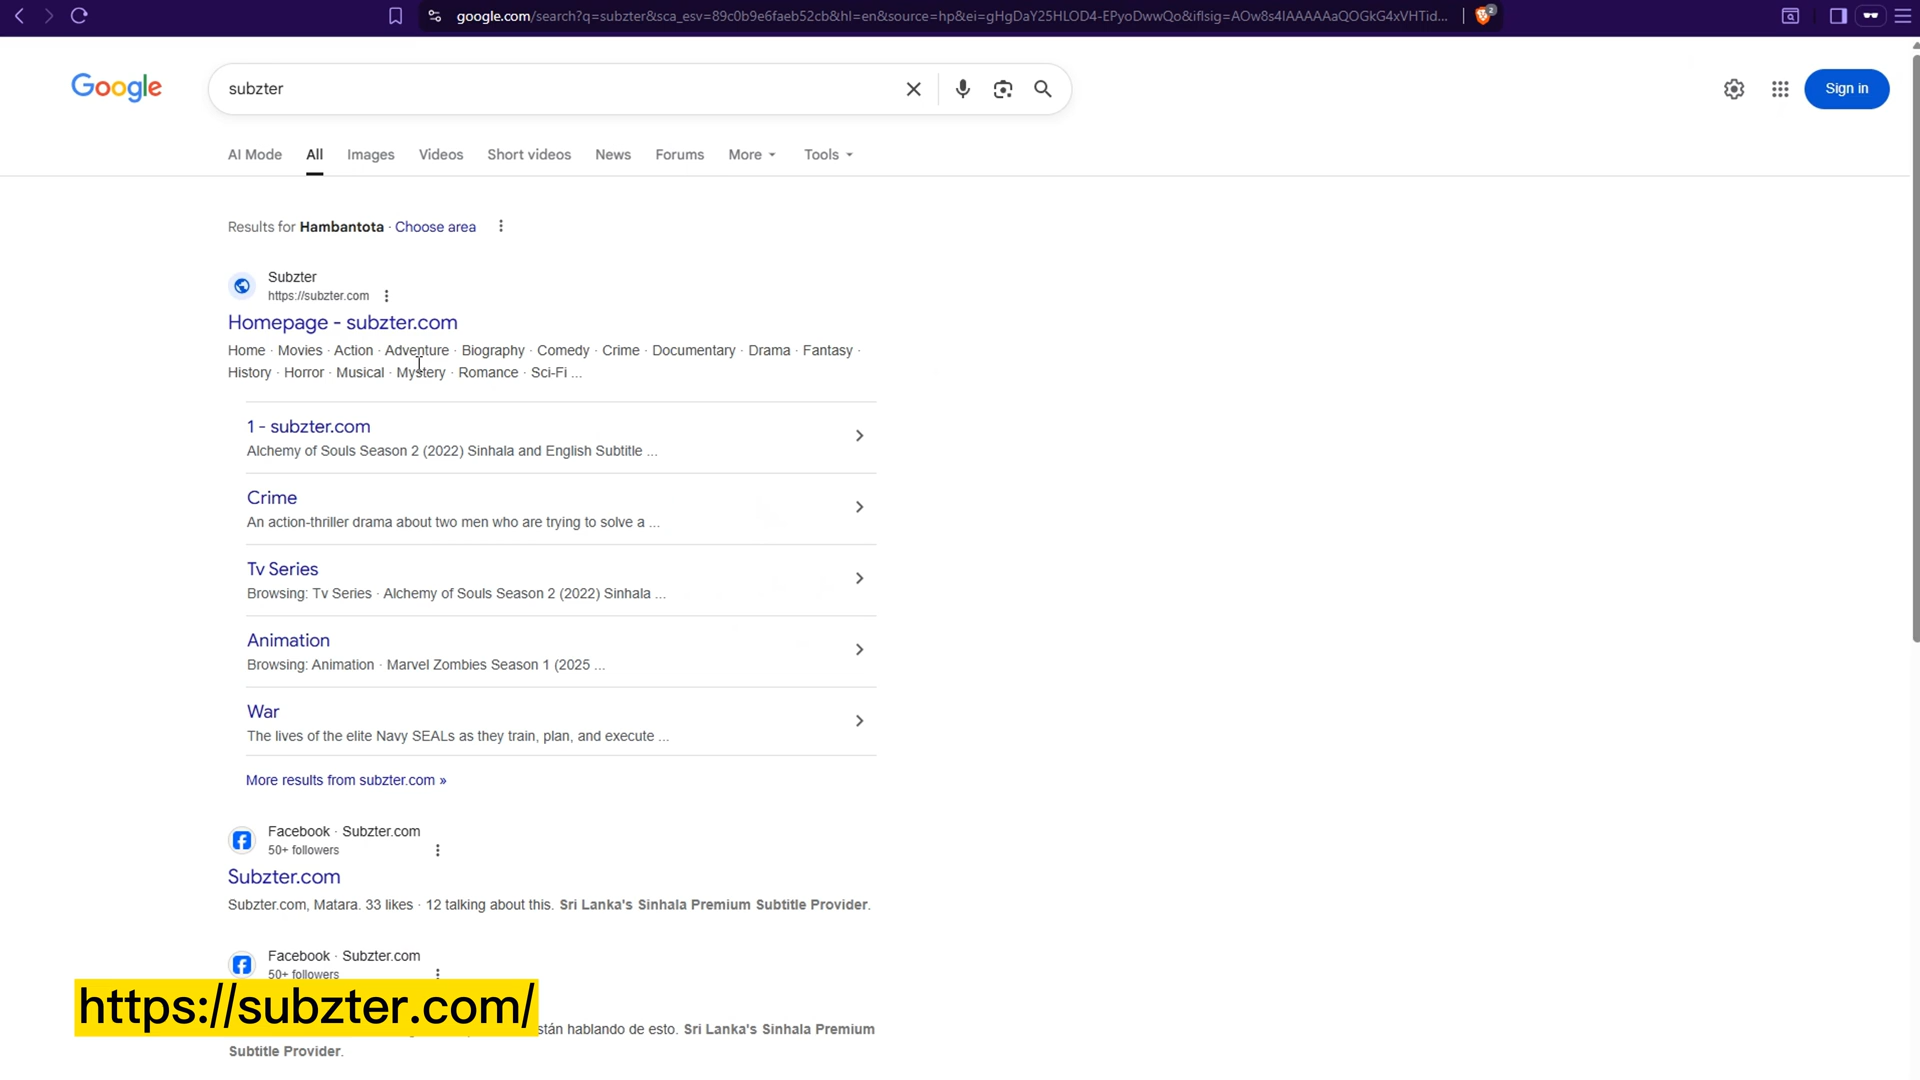 google.com/search?q=subzter&sca_esv=89c0b9e6faeb52cb&hl=en&source=hp&ei=gHgDaY25HLOD4-EPyoDwwQo&iflsig=AOw8s4IAAAAAaQOGkG4xVHTid...
2
Google
subzter
Sign in
AI Mode All Images Videos Short videos News Forums More Tools
Results for Hambantota · Choose area
Subzter
https://subzter.com
Homepage - subzter.com
Home · Movies · Action · Adventure · Biography · Comedy · Crime · Documentary · Drama · Fantasy ·
History · Horror · Musical · Mystery · Romance · Sci-Fi ...
1 - subzter.com
Alchemy of Souls Season 2 (2022) Sinhala and English Subtitle ...
Crime
An action-thriller drama about two men who are trying to solve a ...
Tv Series
Browsing: Tv Series · Alchemy of Souls Season 2 (2022) Sinhala ...
Animation
Browsing: Animation · Marvel Zombies Season 1 (2025 ...
War
The lives of the elite Navy SEALs as they train, plan, and execute ...
More results from subzter.com »
Facebook · Subzter.com
50+ followers
Subzter.com
Subzter.com, Matara. 33 likes · 12 talking about this. Sri Lanka's Sinhala Premium Subtitle Provider.
Facebook · Subzter.com
50+ followers
https://subzter.com/
están hablando de esto. Sri Lanka's Sinhala Premium
Subtitle Provider.